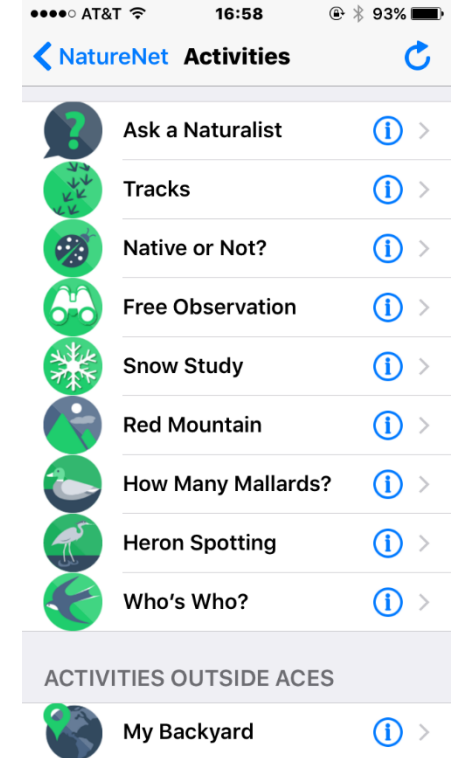 AT&T 16:58 93%
NatureNet Activities
Ask a Naturalist
Tracks
Native or Not?
Free Observation
Snow Study
Red Mountain
How Many Mallards?
Heron Spotting
Who's Who?
ACTIVITIES OUTSIDE ACES
My Backyard